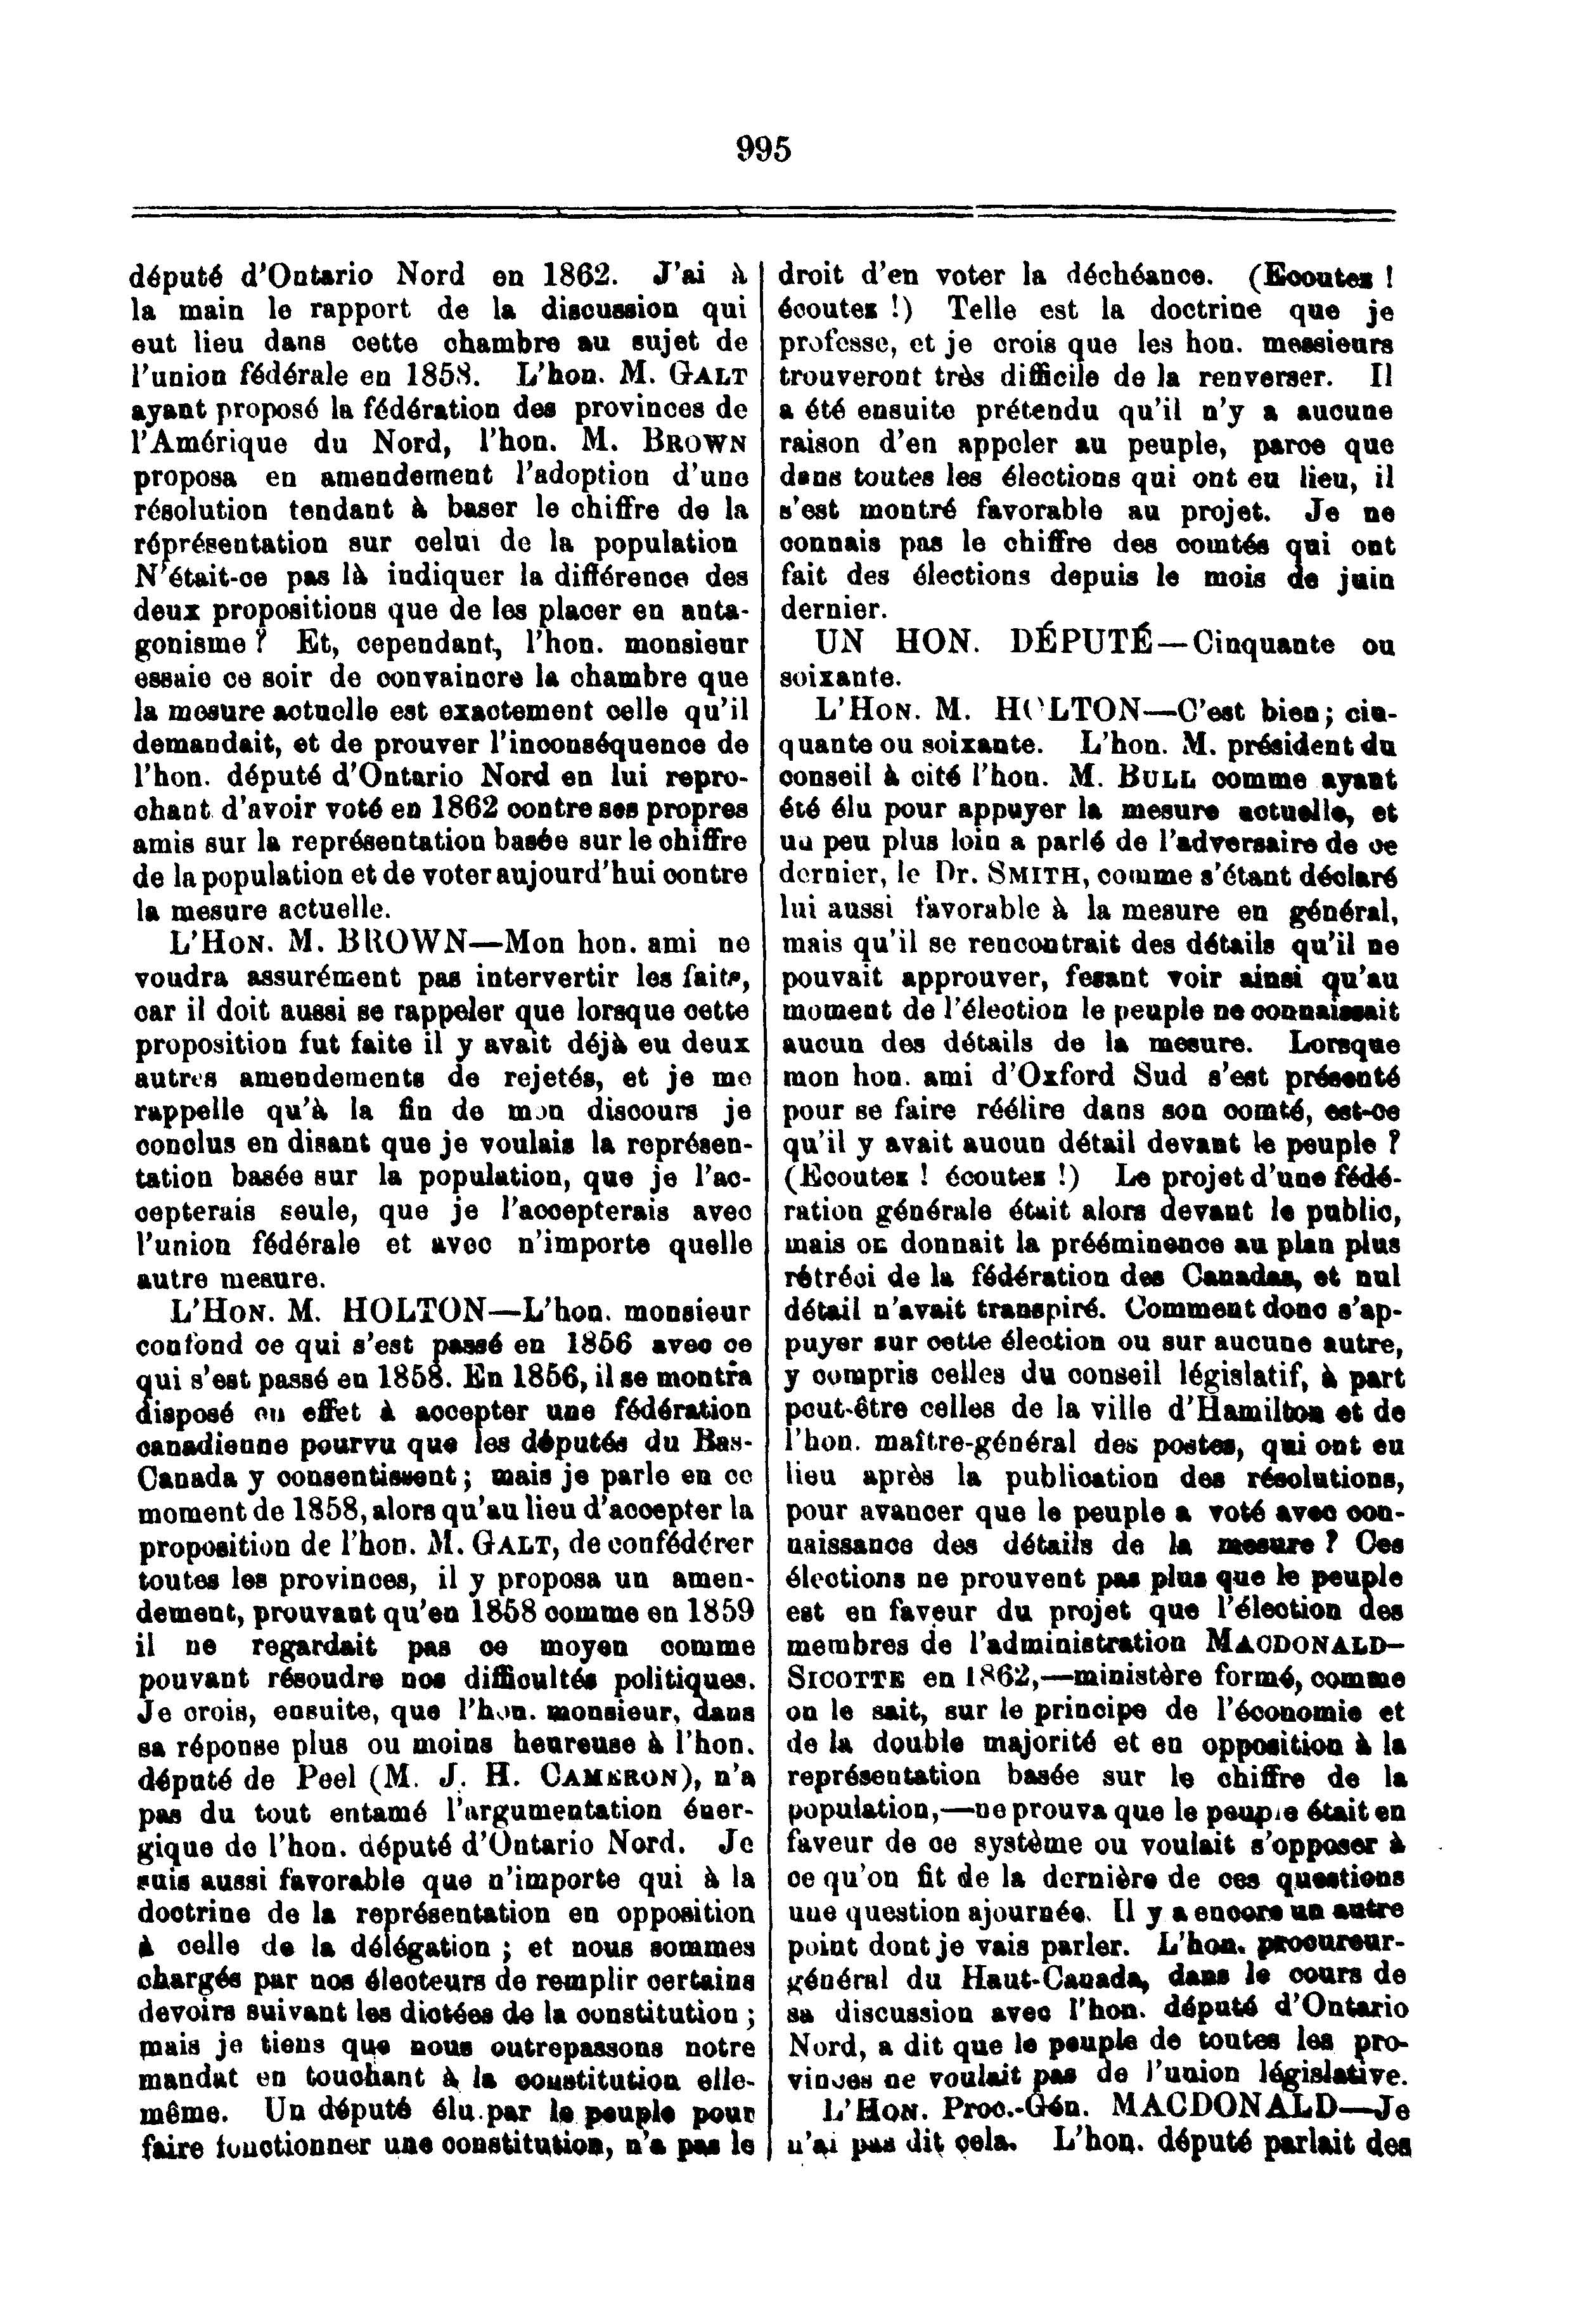 995
député d'Ontario Nord en 1862. J'ai à
la main le rapport de la discussion qui
eut lieu dans cette chambre au sujet de
l'union fédérale en 1858. L'hon. M. GALT
ayant proposé la fédération des provinces de
l'Amérique du Nord, l'hon. M. BROWN
proposa en amendement l'adoption d'une
résolution tendant à baser le chiffre de la
réprésentation sur celui de la population
N'était-ce pas là indiquer la différence des
deux propositions que de les placer en anta-
gonisme ? Et, cependant, l'hon. monsieur
essaie ce soir de convaincre la chambre que
la mesure actuelle est exactement celle qu'il
demandait, et de prouver l'inconséquence de
l'hon. député d'Ontario Nord en lui repro-
chant d'avoir voté en 1862 contre ses propres
amis sur la représentation basée sur le chiffre
de la population et de voter aujourd'hui contre
la mesure actuelle.
L'HON. M. BROWN—Mon hon. ami ne
voudra assurément pas intervertir les faits,
car il doit aussi se rappeler que lorsque cette
proposition fut faite il y avait déjà eu deux
autres amendements de rejetés, et je me
rappelle qu'à la fin de mon discours je
conclus en disant que je voulais la représen-
tation basée sur la population, que je l'ac-
cepterais seule, que je l'accepterais avec
l'union fédérale et avec n'importe quelle
autre mesure.
L'HON. M. HOLTON—L'hon. monsieur
confond ce qui s'est passé en 1856 avec ce
qui s'est passé en 1858. En 1856, il se montra
disposé en effet à accepter une fédération
canadienne pourvu que les députés du Bas-
Canada y consentissent ; mais je parle en ce
moment de 1858, alors qu'au lieu d'accepter la
proposition de l'hon. M. GALT, de confédérer
toutes les provinces, il y proposa un amen-
dement, prouvant qu'en 1858 comme en 1859
il ne regardait pas ce moyen comme
pouvant résoudre nos difficultés politiques.
Je crois, ensuite, que l'hon. monsieur, dans
sa réponse plus ou moins heureuse à l'hon.
député de Peel (M. J. H. CAMERON), n'a
pas du tout entamé l'argumentation éner-
gique de l'hon. député d'Ontario Nord. Je
suis aussi favorable que n'importe qui à la
doctrine de la représentation en opposition
à celle de la délégation ; et nous sommes
chargés par nos électeurs de remplir certains
devoirs suivant les dictées de la constitution ;
mais je tiens que nous outrepassons notre
mandat en touchant à la constitution elle-
même. Un député élu par le peuple pour
faire fonctionner une constitution, n'a pas le
droit d'en voter la déchéance. (Ecoutez !
écoutez !) Telle est la doctrine que je
professe, et je crois que les hon. messieurs
trouveront très difficile de la renverser. Il
a été ensuite prétendu qu'il n'y a aucune
raison d'en appeler au peuple, parce que
dans toutes les élections qui ont eu lieu, il
s'est montré favorable au projet. Je ne
connais pas le chiffre des comtés qui ont
fait des élections depuis le mois de juin
dernier.
UN HON. DÉPUTÉ—Cinquante ou
soixante.
L'HON. M. HOLTON—C'est bien; cin-
quante ou soixante. L'hon. M. président du
conseil à cité l'hon. M. BULL comme ayant
été élu pour appuyer la mesure actuelle, et
un peu plus loin a parlé de l'adversaire de ce
dernier, le Dr. SMITH, comme s'étant déclaré
lui aussi favorable à la mesure en général,
mais qu'il se rencontrait des détails qu'il ne
pouvait approuver, fesant voir ainsi qu'au
moment de l'élection le peuple ne connaissait
aucun des détails de la mesure. Lorsque
mon hon. ami d'Oxford Sud s'est présenté
pour se faire réélire dans son comté, est-ce
qu'il y avait aucun détail devant le peuple ?
(Ecoutez ! écoutez !) Le projet d'une fédé-
ration générale était alors devant le public,
mais on donnait la prééminence au plan plus
rétréci de la fédération des Canadas, et nul
détail n'avait transpiré. Comment donc s'ap-
puyer sur cette élection ou sur aucune autre,
y compris celles du conseil législatif, à part
peut-être celles de la ville d'Hamilton et de
l'hon. maître-général des postes, qui ont eu
lieu après la publication des résolutions,
pour avancer que le peuple a voté avec con-
naissance des détails de la mesure ? Ces
élections ne prouvent pas plus que le peuple
est en faveur du projet que l'élection des
membres de l'administration MACDONALD–
SICOTTE en 1862,—ministère formé, comme
on le sait, sur le principe de l'économie et
de la double majorité et en opposition à la
représentation basée sur le chiffre de la
population,—ne prouva que le peuple était en
faveur de ce système ou voulait s'opposer à
ce qu'on fit de la dernière de ces questions
une question ajournée. Il y a encore un autre
point dont je vais parler. L'hon. procureur-
général du Haut-Canada, dans le cours de
sa discussion avec l'hon. député d'Ontario
Nord, a dit que le peuple de toutes les pro-
vinces ne voulait pas de l'union législative.
L'HON. PROC.-GÉN. MACDONALD—Je
n'ai pas dit cela. L'hon. député parlait des